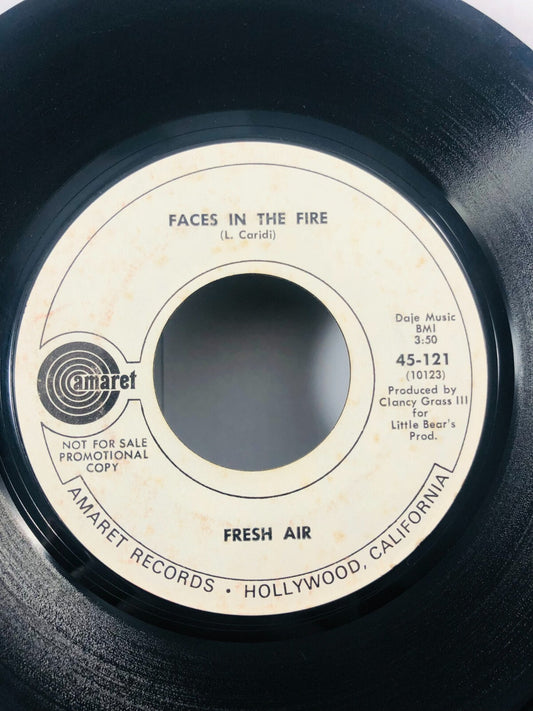 FACES IN THE FIRE
(L. Caridi)
Daje Music
BMI
3:50
45-121
(10123)
Produced by
Clancy Grass III
for
Little Bear's
Prod.
amaret
NOT FOR SALE
PROMOTIONAL
COPY
FRESH AIR
AMARET RECORDS • HOLLYWOOD, CALIFORNIA